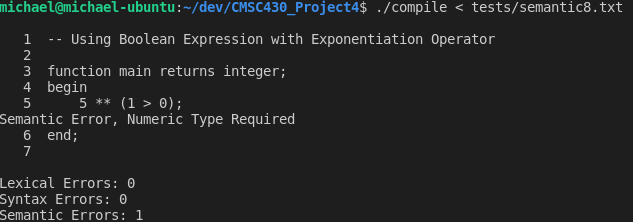 michael@michael-ubuntu:~/dev/CMSC430_Project4$ ./compile < tests/semantic8.txt
1 -- Using Boolean Expression with Exponentiation Operator
2
3 function main returns integer;
4 begin
5 5 ** (1 > 0);
Semantic Error, Numeric Type Required
6 end;
7
Lexical Errors: 0
Syntax Errors: 0
Semantic Errors: 1